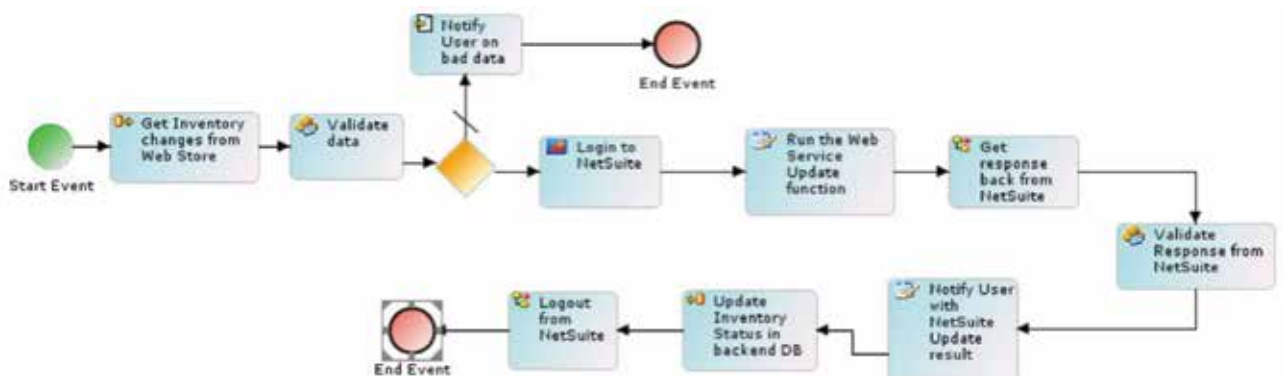 Notify
User on
bad data
End Event
Start Event
Get Inventory
changes from
Web Store
Validate
data
Login to
NetSuite
Run the Web
Service
Update
function
Get
response
back from
NetSuite
Validate
Response from
NetSuite
Notify User
with
NetSuite
Update
result
Update
Inventory
Status in
backend DB
Logout
from
NetSuite
End Event